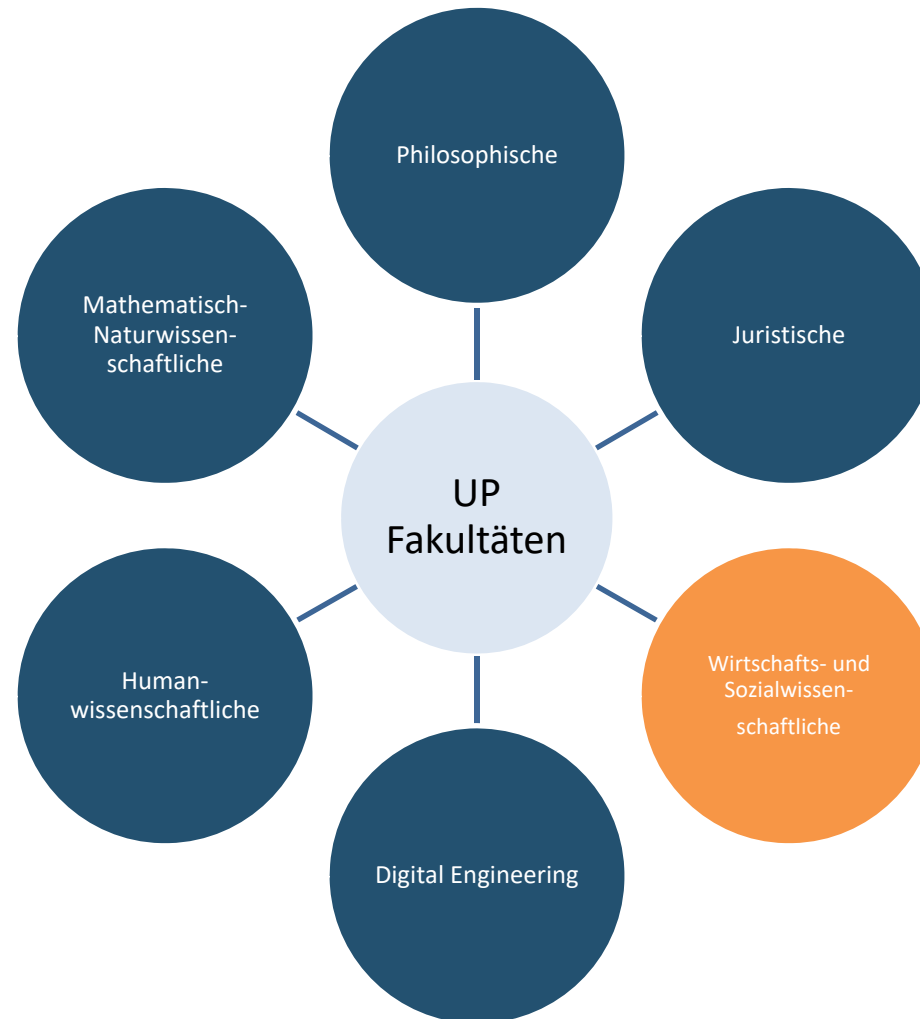 Philosophische
Mathematisch-
Naturwissen-
schaftliche
Juristische
UP
Fakultäten
Human-
wissenschaftliche
Wirtschafts- und
Sozialwissen-
schaftliche
Digital Engineering